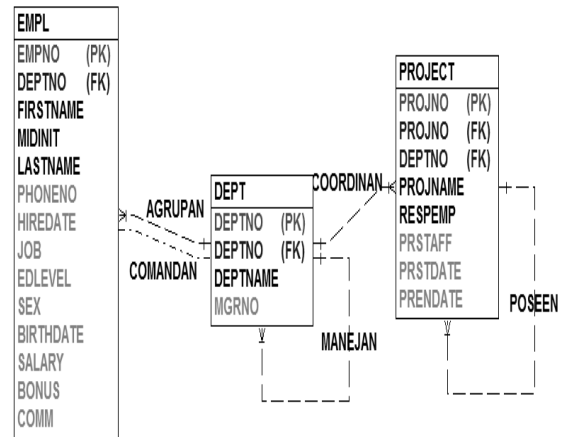 EMPL
EMPNO (PK)
DEPTNO (FK)
FIRSTNAME
MIDINIT
LASTNAME
PHONENO
HIREDATE
JOB
EDLEVEL
SEX
BIRTHDATE
SALARY
BONUS
COMM
AGRUPAN
COMANDAN
DEPT
DEPTNO (PK)
DEPTNO (FK)
DEPTNAME
MGRNO
MANEJAN
COORDINAN
PROJECT
PROJNO (PK)
PROJNO (FK)
DEPTNO (FK)
PROJNAME
RESPEMP
PRSTAFF
PRSTDATE
PRENDATE
POSEEN